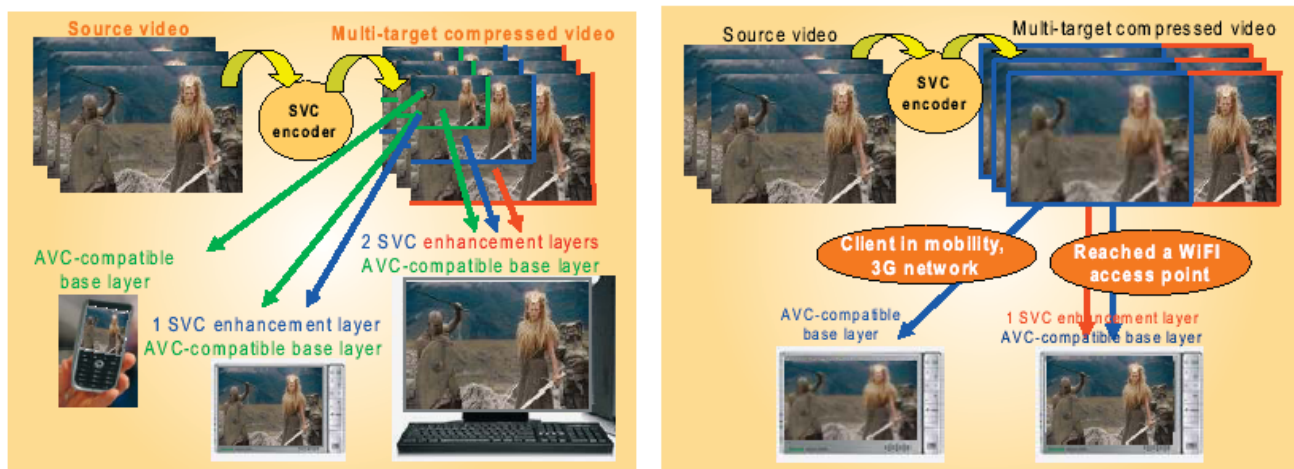 Source video
Multi-target compressed video
SVC
encoder
2 SVC enhancement layers
AVC-compatible base layer
AVC-compatible
base layer
1 SVC enhancement layer
AVC-compatible base layer
Source video
Multi-target compressed video
SVC
encoder
Client in mobility,
3G network
Reached a WiFI
access point
AVC-compatible
base layer
1 SVC enhancement layer
AVC-compatible base layer